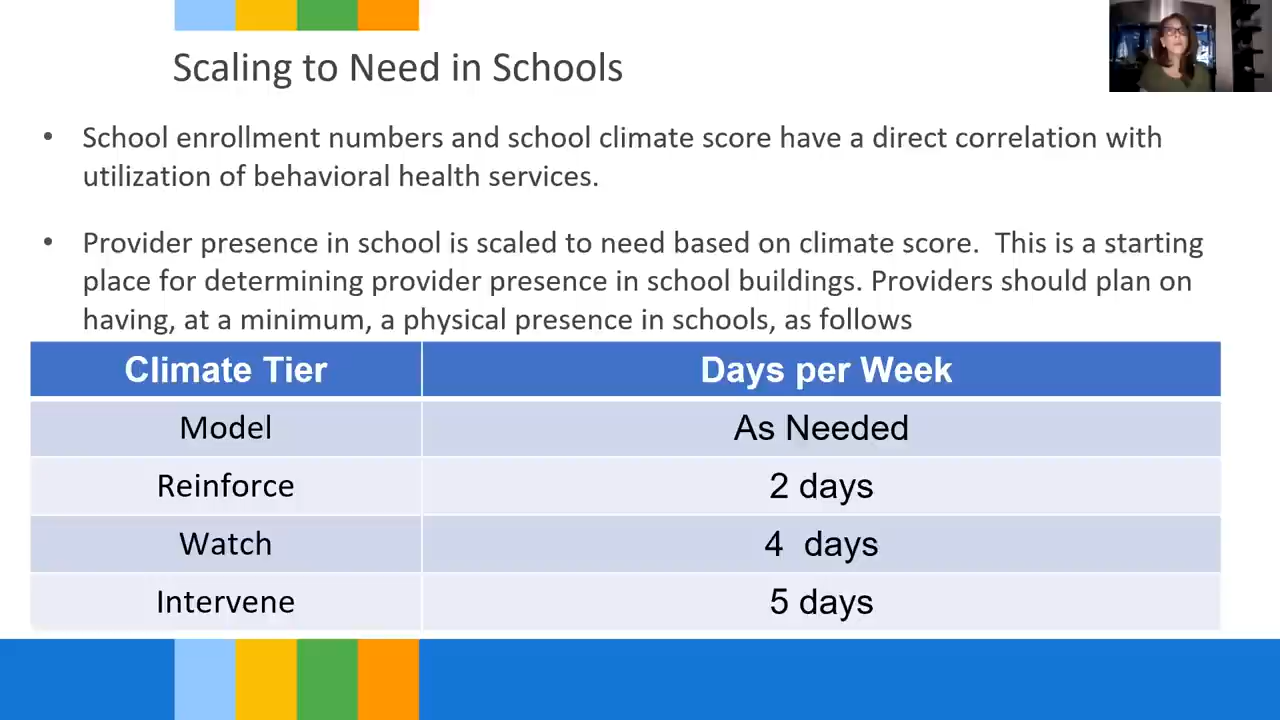 Scaling to Need in Schools
• School enrollment numbers and school climate score have a direct correlation with
utilization of behavioral health services.
• Provider presence in school is scaled to need based on climate score.  This is a starting
place for determining provider presence in school buildings. Providers should plan on
having, at a minimum, a physical presence in schools, as follows
Climate Tier Days per Week
Model As Needed
Reinforce 2 days
Watch 4  days
Intervene 5 days